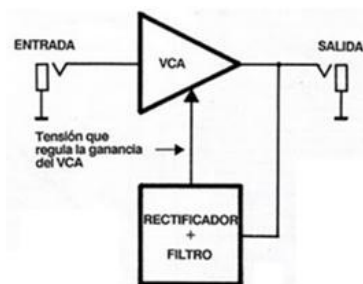 ENTRADA
VCA
SALIDA
Tensión que
regula la ganancia
del VCA
RECTIFICADOR
+
FILTRO